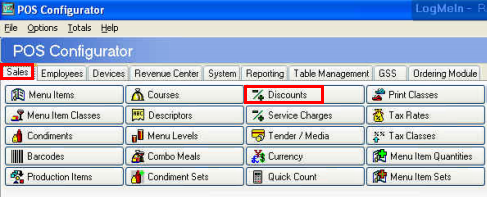 POS Configurator
LogMeIn -
File Options Totals Help
POS Configurator
Sales Employees Devices Revenue Center System Reporting Table Management GSS Ordering Module
Menu Items Courses Discounts Print Classes
Menu Item Classes Descriptors Service Charges Tax Rates
Condiments Menu Levels Tender / Media Tax Classes
Barcodes Combo Meals Currency Menu Item Quantities
Production Items Condiment Sets Quick Count Menu Item Sets